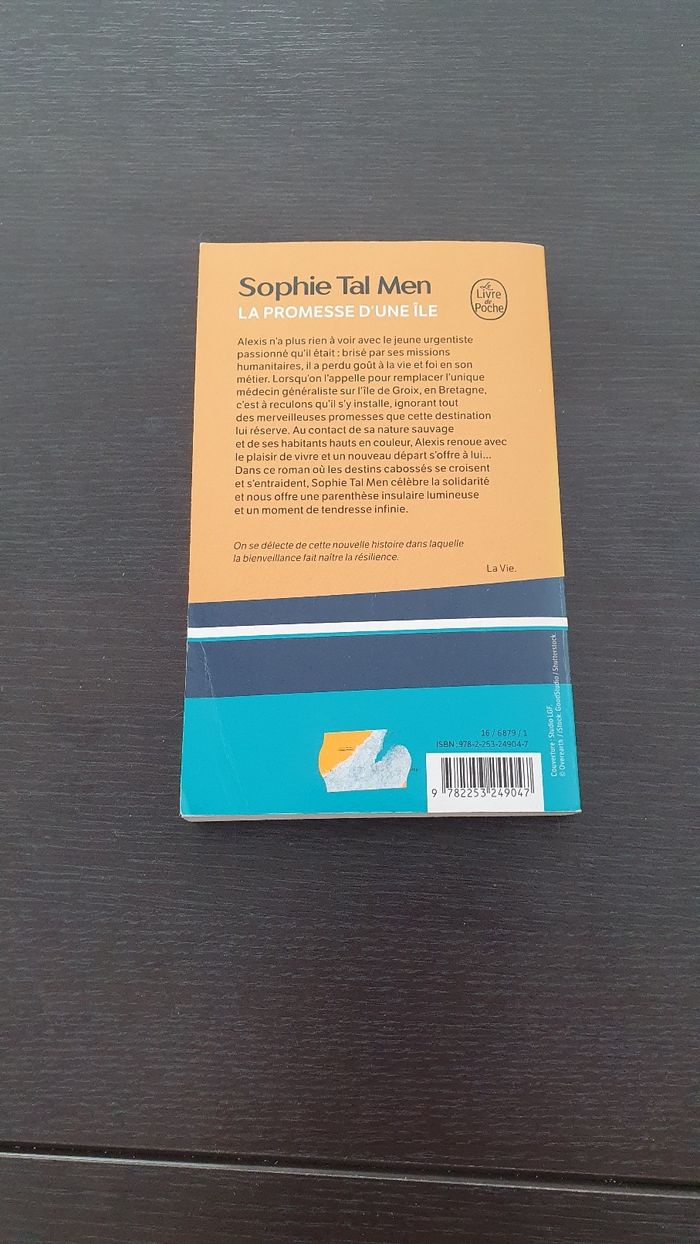 Sophie Tal Men
LA PROMESSE D'UNE ÎLE
Le
Livre
de
Poche
Alexis n'a plus rien à voir avec le jeune urgentiste
passionné qu'il était : brisé par ses missions
humanitaires, il a perdu goût à la vie et foi en son
métier. Lorsqu'on l'appelle pour remplacer l'unique
médecin généraliste sur l'île de Groix, en Bretagne,
c'est à reculons qu'il s'y installe, ignorant tout
des merveilleuses promesses que cette destination
lui réserve. Au contact de sa nature sauvage
et de ses habitants hauts en couleur, Alexis renoue avec
le plaisir de vivre et un nouveau départ s'offre à lui...
Dans ce roman où les destins cabossés se croisent
et s'entraident, Sophie Tal Men célèbre la solidarité
et nous offre une parenthèse insulaire lumineuse
et un moment de tendresse infinie.
On se délecte de cette nouvelle histoire dans laquelle
la bienveillance fait naître la résilience.
La Vie.
16 / 6879 / 1
ISBN : 978-2-253-24904-7
9 782253 249047
Couverture : Studio LGF.
© Overearth / iStock. GoodStudio / Shutterstock.